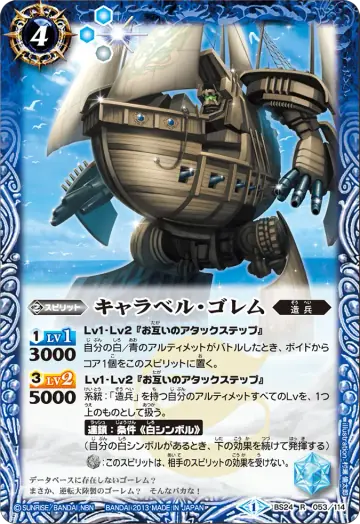 4
スピリット
キャラベル・ゴレム
造兵
ぞう へい
1 LV1
3000
3 LV2
5000
Lv1・Lv2『お互いのアタックステップ』
自分の白/青のアルティメットがバトルしたとき、ボイドから
コア1個をこのスピリットに置く。
Lv1・Lv2『お互いのアタックステップ』
系統:「造兵」を持つ自分のアルティメットすべてのLvを、1つ
上のものとして扱う。
連鎖:条件《白シンボル》
(自分の白シンボルがあるとき、下の効果を続けて発揮する)
:このスピリットは、相手のスピリットの効果を受けない。
データベースに存在しないゴレム?
まさか、逆転大陸製のゴレム? そんなバカな!
©SUNRISE/BANDAI,NBN ©BANDAI 2013 MADE IN JAPAN
1
BS24 - R 053/114